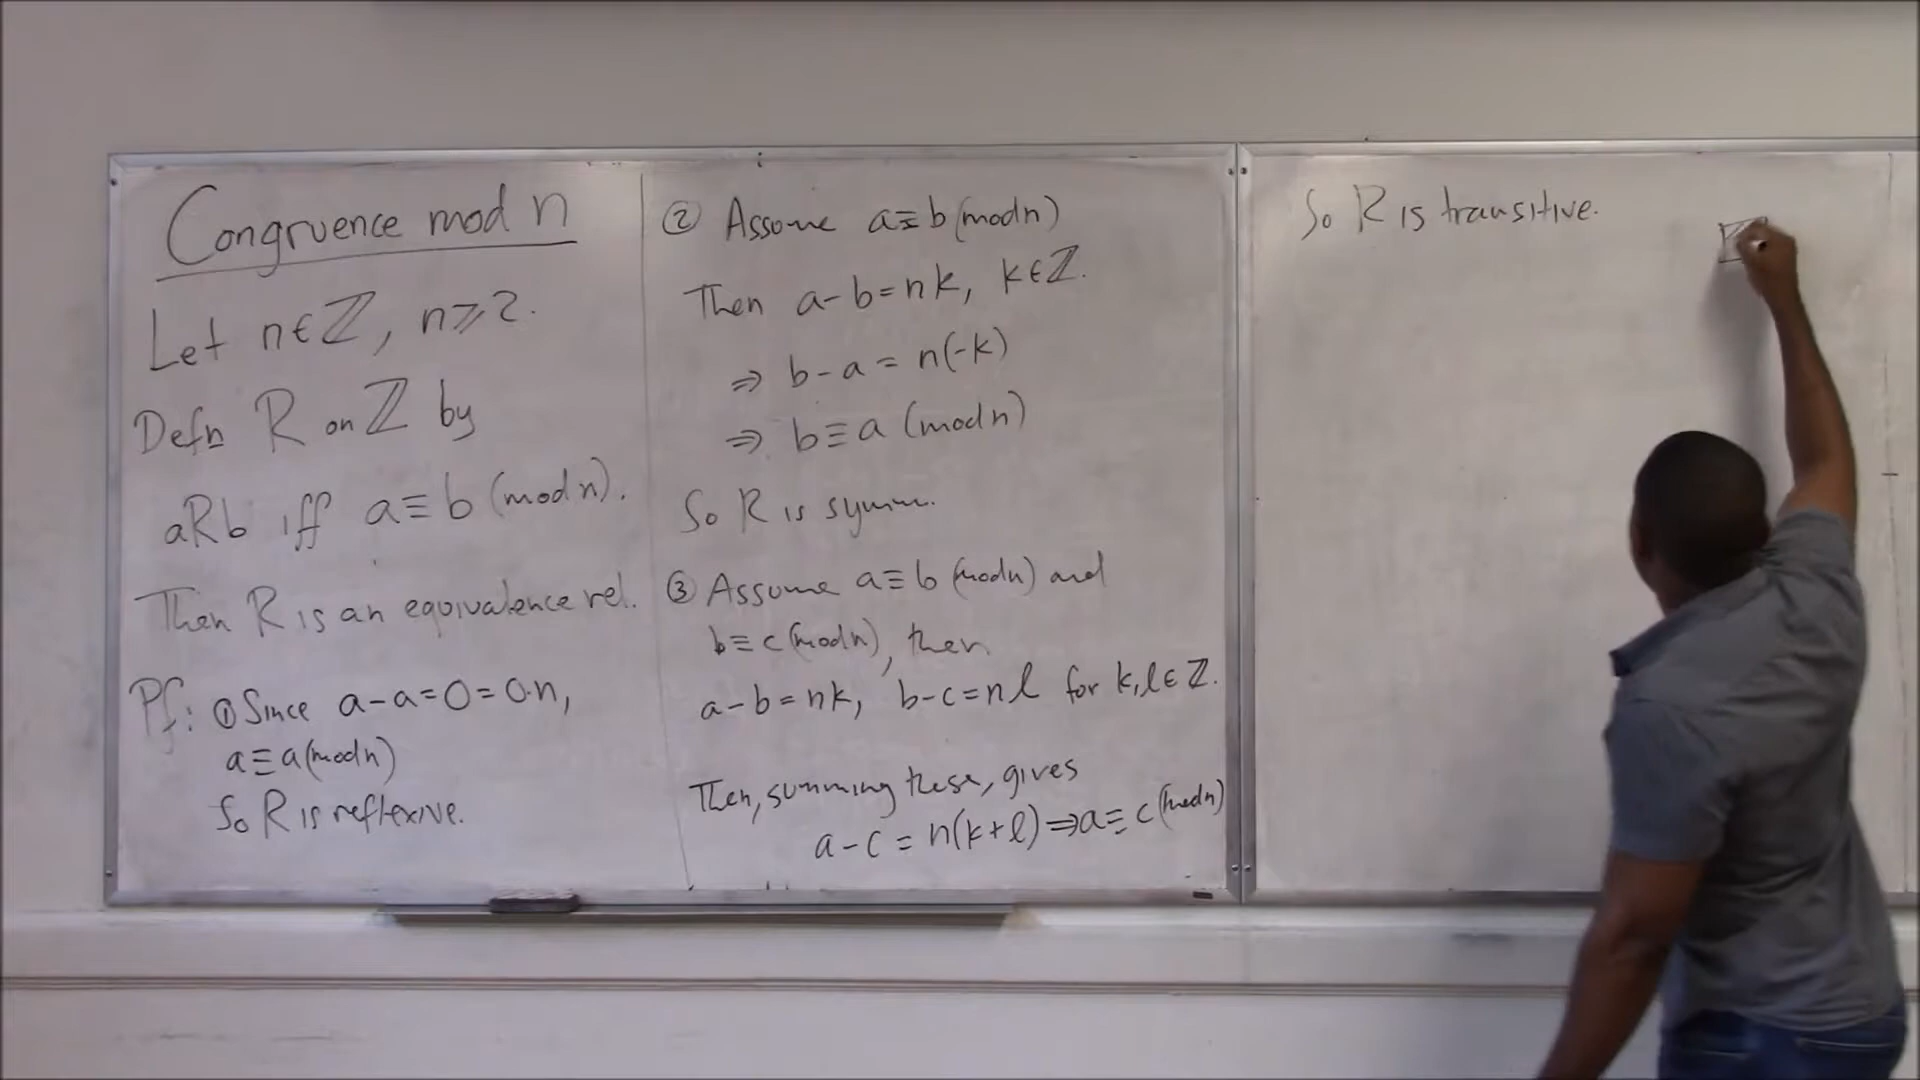 Congruence mod n
Let n∈ℤ, n≥2.
Defn R on ℤ by
aRb iff a≡b (mod n).
Then R is an equivalence rel.
Pf: ① Since a-a=0=0·n,
a≡a (mod n)
So R is reflexive.
② Assume a≡b (mod n)
Then a-b=nk, k∈ℤ.
⇒ b-a=n(-k)
⇒ b≡a (mod n)
So R is symm.
③ Assume a≡b (mod n) and
b≡c (mod n), then
a-b=nk, b-c=nl for k,l∈ℤ.
Then, summing these, gives
a-c=n(k+l)⇒a≡c (mod n)
So R is transitive.